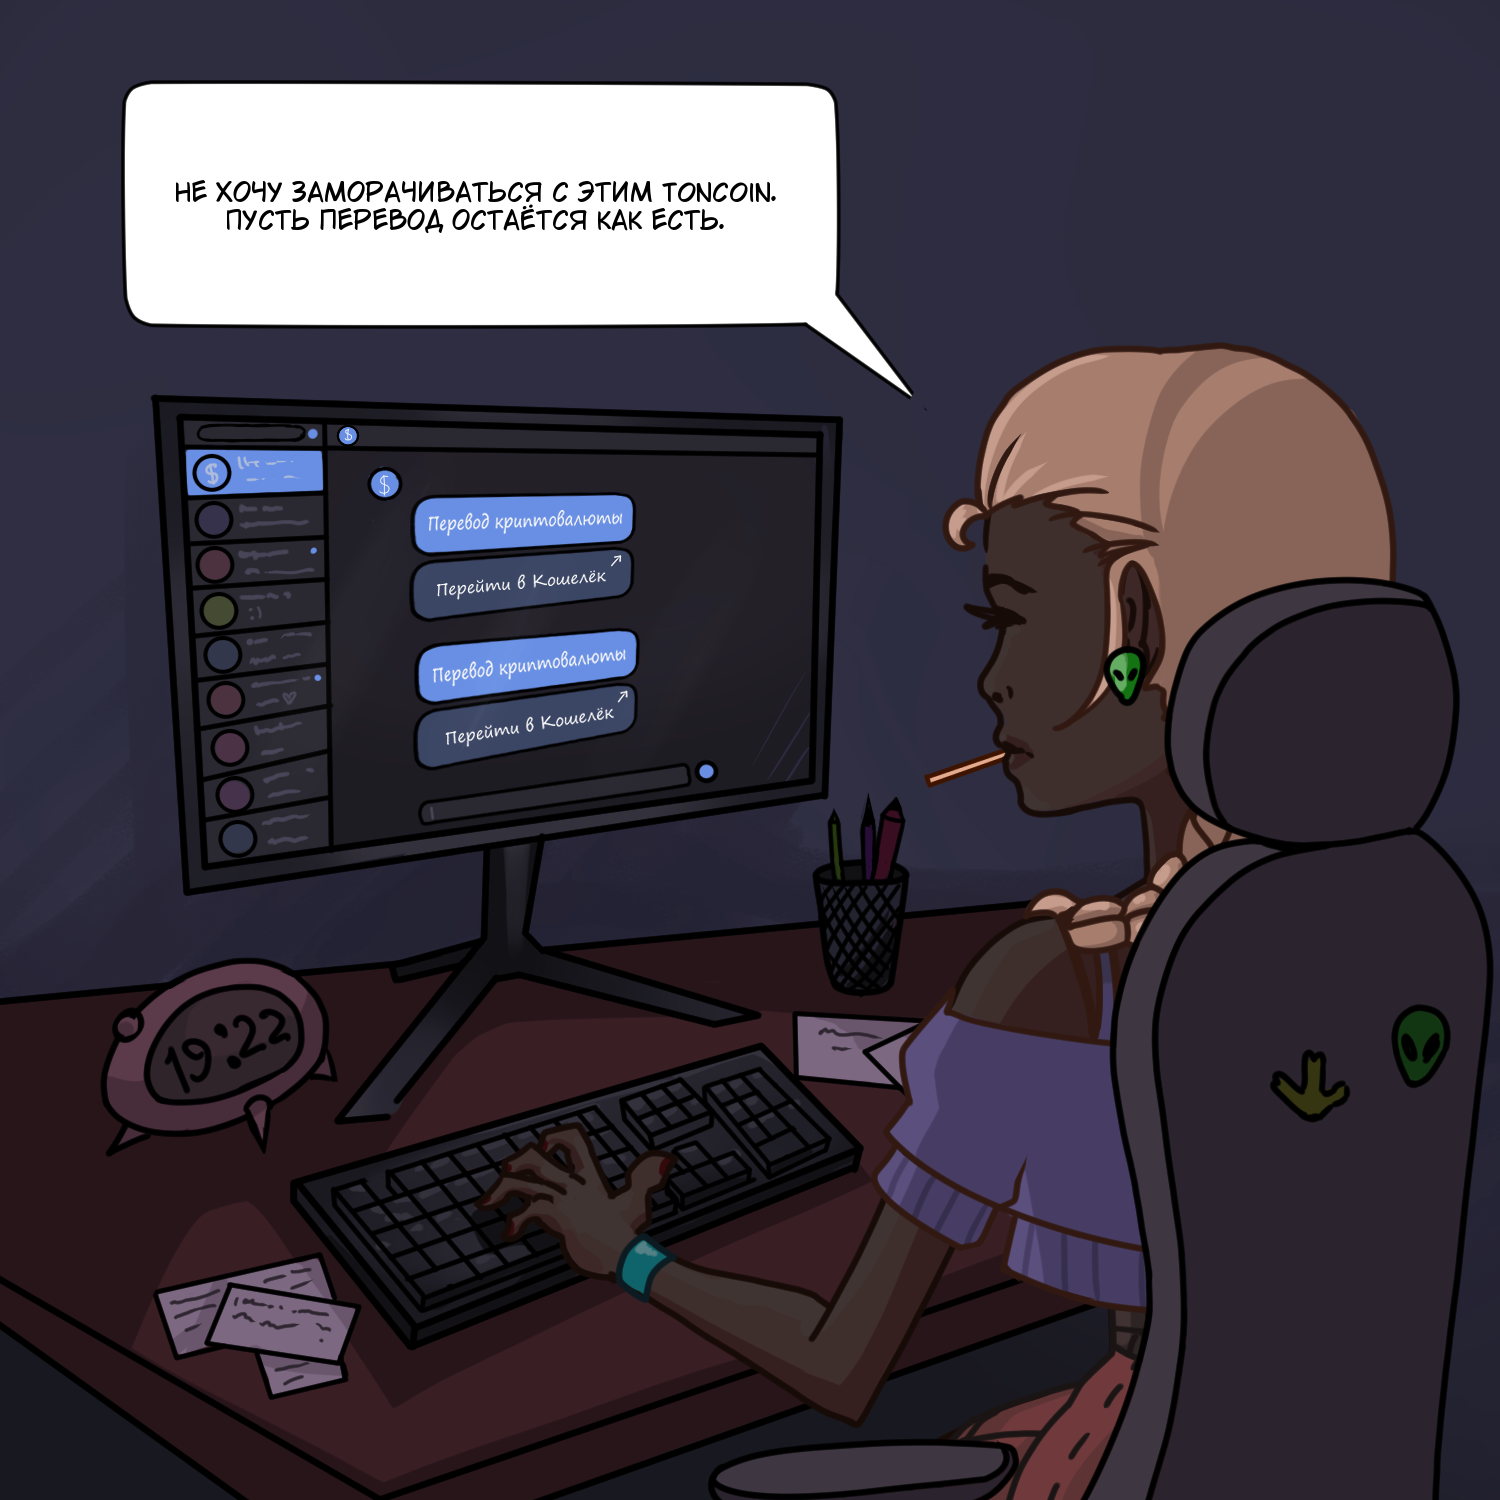 НЕ ХОЧУ ЗАМОРАЧИВАТЬСЯ С ЭТИМ TONCOIN.
ПУСТЬ ПЕРЕВОД ОСТАЁТСЯ КАК ЕСТЬ.
$
$
$
Перевод криптовалюты
Перейти в Кошелёк
:)
Перевод криптовалюты
Перейти в Кошелёк
19:22